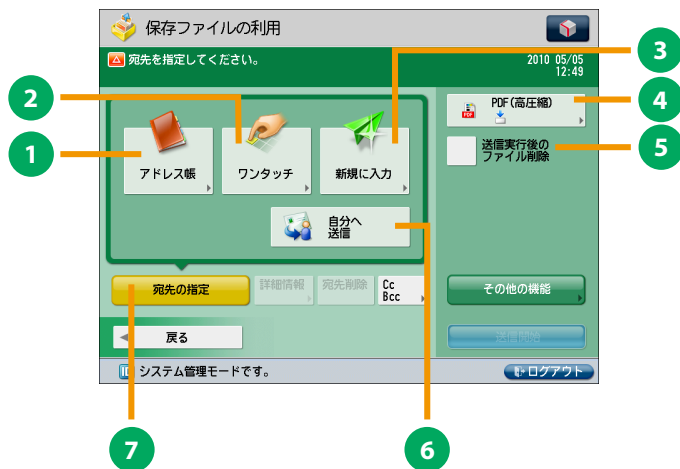 保存ファイルの利用
宛先を指定してください。
2010 05/05
12:49
3
2
4
1
5
PDF
PDF(高圧縮)
送信実行後の
ファイル削除
アドレス帳
ワンタッチ
新規に入力
自分へ
送信
宛先の指定
詳細情報
宛先削除
Cc
Bcc
その他の機能
戻る
送信開始
システム管理モードです。
ログアウト
7
6